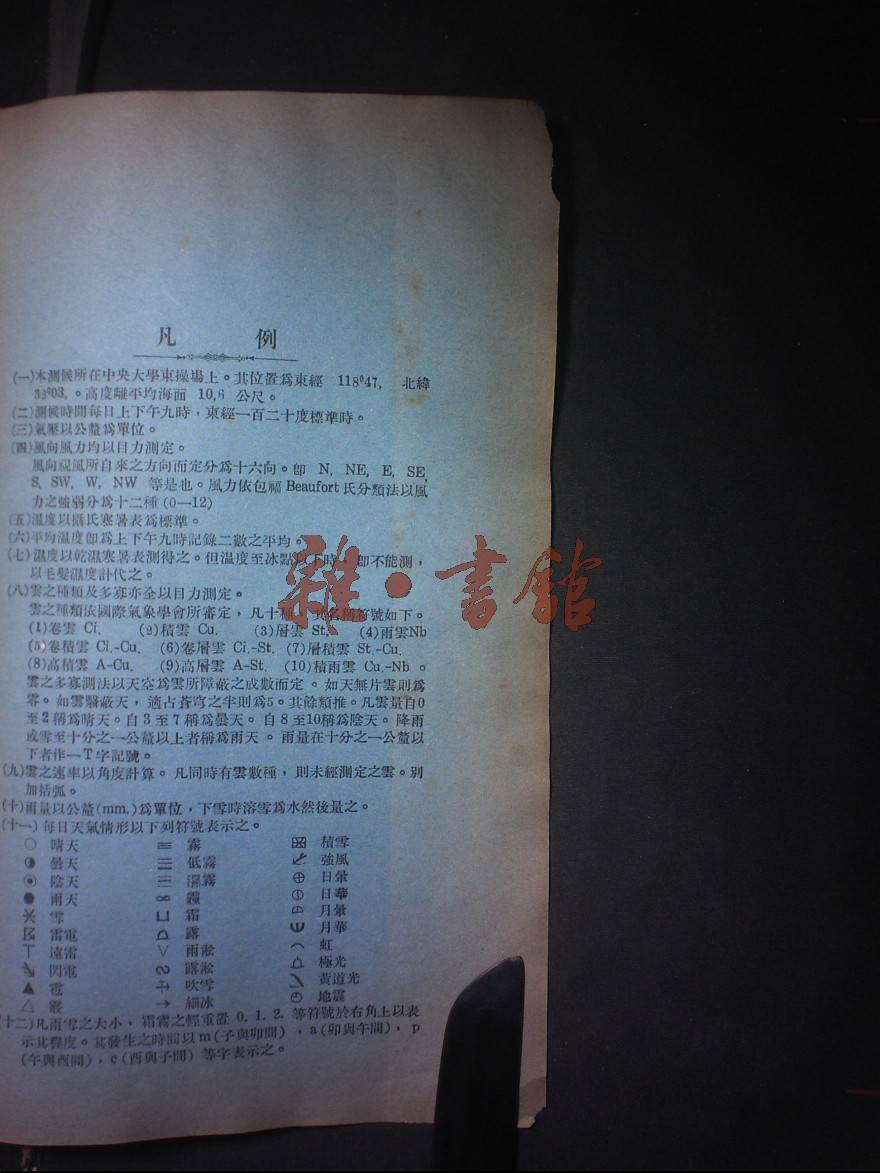 凡 例
(一)本測候所在中央大學東操場上。其位置爲東經 118°47, 北緯
32°03,。高度離平均海面 10,6 公尺。
(二)測候時間每日上下午九時，東經一百二十度標準時。
(三)氣壓以公釐爲單位。
(四)風向風力均以目力測定。
風向視風所自來之方向而定分爲十六向。卽 N, NE, E, SE,
S, SW, W, NW 等是也。風力依包福 Beaufort 氏分類法以風
力之強弱分爲十二種 (0—12)
(五)溫度以攝氏寒暑表爲標準。
(六)平均溫度卽爲上下午九時記錄二數之平均。
(七)濕度以乾濕寒暑表測得之。但溫度至冰點以下時，卽不能測，
以毛髮濕度計代之。
(八)雲之種類及多寡亦全以目力測定。
雲之種類依國際氣象學會所審定，凡十種，其名稱符號如下。
(1)卷雲 Ci, (2)積雲 Cu. (3)層雲 St. (4)雨雲Nb
(5)卷積雲 Ci.-Cu. (6)卷層雲 Ci.-St. (7)層積雲 St.-Cu.
(8)高積雲 A-Cu. (9)高層雲 A-St. (10)積雨雲 Cu.-Nb 。
雲之多寡測法以天空爲雲所障蔽之成數而定。如天無片雲則爲
零。如雲翳蔽天，適占蒼穹之半則爲5。其餘類推。凡雲量自0
至2稱爲晴天。自3至7稱爲曇天。自8至10稱爲陰天。降雨
或雪至十分之一公釐以上者稱爲雨天。雨量在十分之一公釐以
下者作一T字記號。
(九)雲之速率以角度計算。凡同時有雲數種，則未經測定之雲。別
加括弧。
(十)雨量以公釐(mm.)爲單位，下雪時溶雪爲水然後量之。
(十一)每日天氣情形以下列符號表示之。
○ 晴天 ≡ 霧 積雪
曇天 低霧 強風
陰天 濕霧 ⊕ 日暈
● 雨天 ∞ 霾 日華
雪 ⊔ 霜 月暈
雷電 露 月華
遠雷 ∨ 雨淞 虹
閃電 霧淞 極光
▲ 雹 吹雪 黃道光
△ 霰 → 細冰 地震
(十二)凡雨雪之大小，霜霧之輕重置 0. 1. 2. 等符號於右角上以表
示其程度。其發生之時間以 m(子與卯間)，a(卯與午間)，p
(午與酉間)，e(酉與子間) 等字表示之。
雜·書館